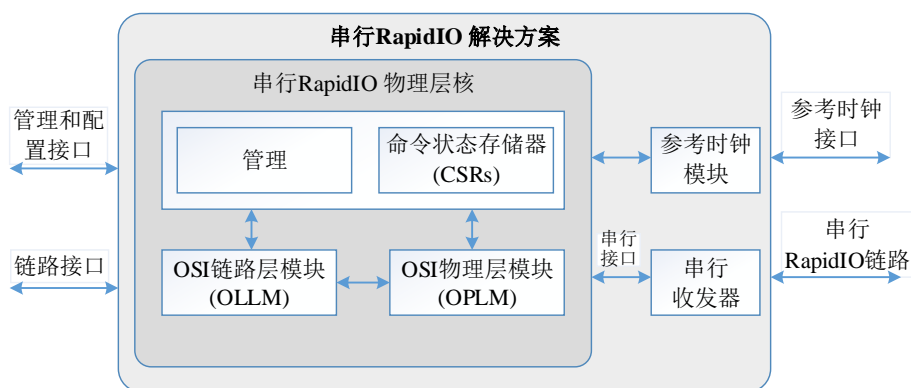 串行RapidIO 解决方案
串行RapidIO 物理层核
管理和配
置接口
管理
命令状态存储器
(CSRs)
参考时钟
模块
参考时钟
接口
链路接口
OSI链路层模块
(OLLM)
OSI物理层模块
(OPLM)
串行
接口
串行
收发器
串行
RapidIO链路